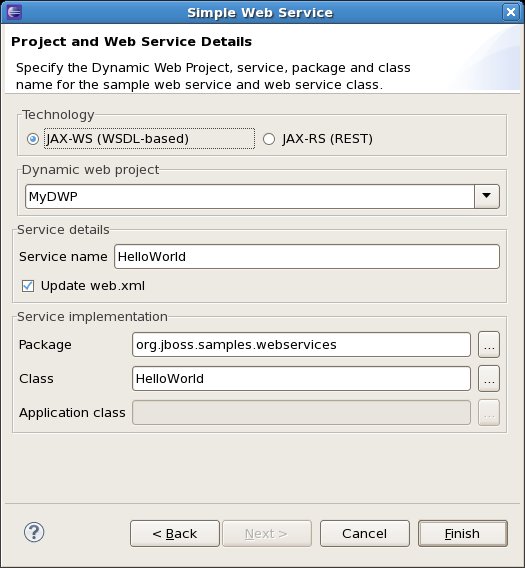 Simple Web Service
Project and Web Service Details
Specify the Dynamic Web Project, service, package and class
name for the sample web service and web service class.
Technology
JAX-WS (WSDL-based) JAX-RS (REST)
Dynamic web project
MyDWP
Service details
Service name HelloWorld
Update web.xml
Service implementation
Package org.jboss.samples.webservices ...
Class HelloWorld ...
Application class ...
? < Back Next > Cancel Finish